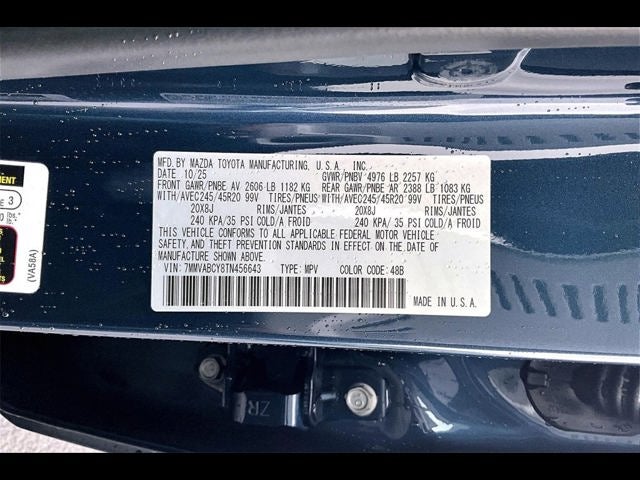 MFD. BY MAZDA TOYOTA MANUFACTURING, U.S.A., INC.
DATE 10/25 GVWR/PNBV 4976 LB 2257 KG
FRONT GAWR/PNBE AV 2606 LB 1182 KG REAR GAWR/PNBE AR 2388 LB 1083 KG
WITH/AVEC245/45R20 99V TIRES/PNEUS WITH/AVEC245/45R20 99V TIRES/PNEUS
20X8J RIMS/JANTES 20X8J RIMS/JANTES
240 KPA/ 35 PSI COLD/A FROID 240 KPA/ 35 PSI COLD/A FROID
THIS VEHICLE CONFORMS TO ALL APPLICABLE FEDERAL MOTOR VEHICLE
SAFETY, AND THEFT PREVENTION STANDARDS IN EFFECT ON THE DATE OF
MANUFACTURE SHOWN ABOVE.
VIN: 7MMVABCY8TN456643 TYPE: MPV COLOR CODE: 48B
MADE IN U.S.A.
3
(VA58A)
ZR